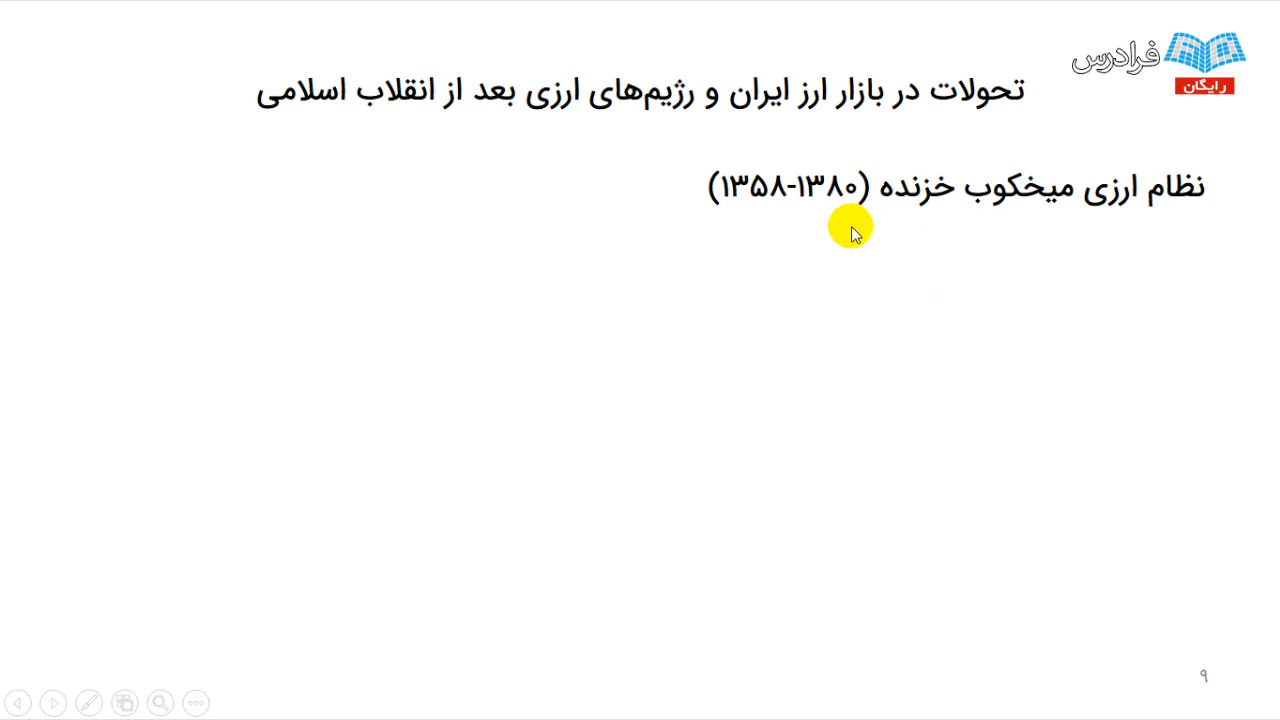 فرادرس
رایگان
تحولات در بازار ارز ایران و رژیم‌های ارزی بعد از انقلاب اسلامی
نظام ارزی میخکوب خزنده (۱۳۸۰-۱۳۵۸)
۹